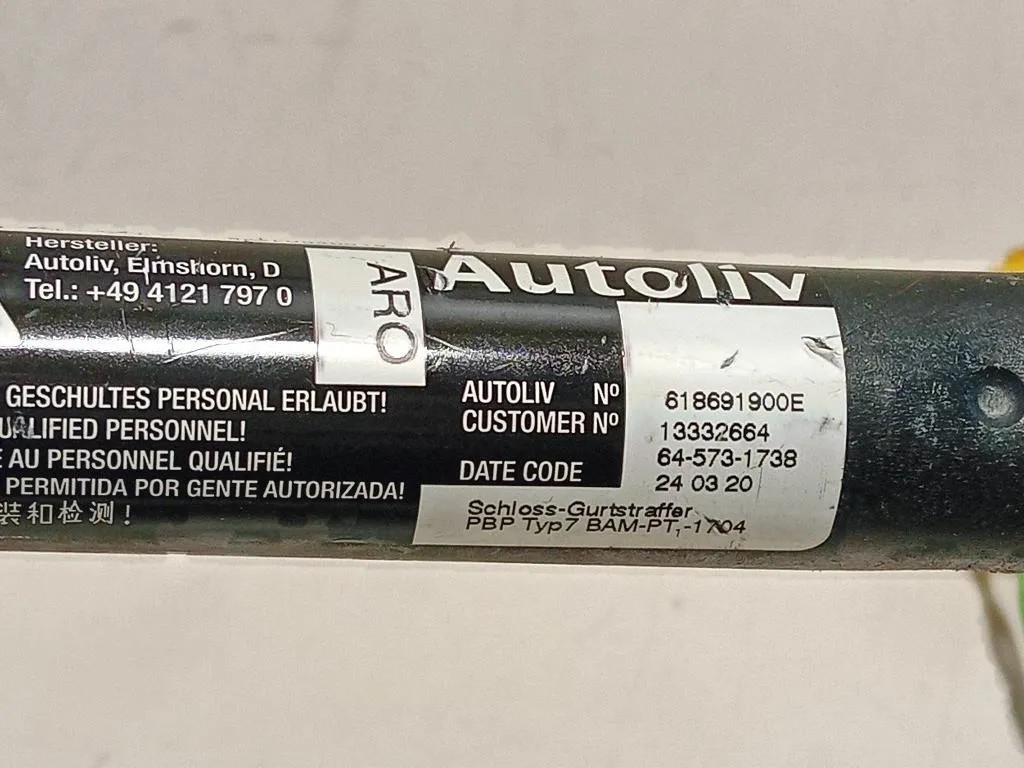 Hersteller:
Autoliv, Elmshorn, D
Tel.: +49 4121 797 0
ARO
Autoliv
GESCHULTES PERSONAL ERLAUBT!
QUALIFIED PERSONNEL!
AU PERSONNEL QUALIFIÉ!
PERMITIDA POR GENTE AUTORIZADA!
装和检测!
AUTOLIV Nº 618691900E
CUSTOMER Nº 13332664
64-573-1738
DATE CODE 24 03 20
Schloss-Gurtstraffer
PBP Typ7 BAM-PT₁-1704